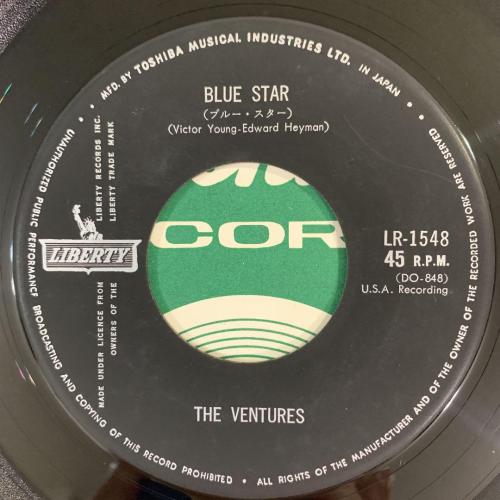 MFD. BY TOSHIBA MUSICAL INDUSTRIES LTD. IN JAPAN
BLUE STAR
(ブルー・スター)
(Victor Young-Edward Heyman)
LIBERTY RECORDS INC.
LIBERTY TRADE MARK
LIBERTY
MADE UNDER LICENCE FROM
OWNERS OF THE
COR
LR-1548
45 R.P.M.
(DO-848)
U.S.A. Recording
THE VENTURES
UNAUTHORIZED PUBLIC PERFORMANCE BROADCASTING AND COPYING OF THIS RECORD PROHIBITED • ALL RIGHTS OF THE MANUFACTURER AND OF THE OWNER OF THE RECORDED WORK ARE RESERVED